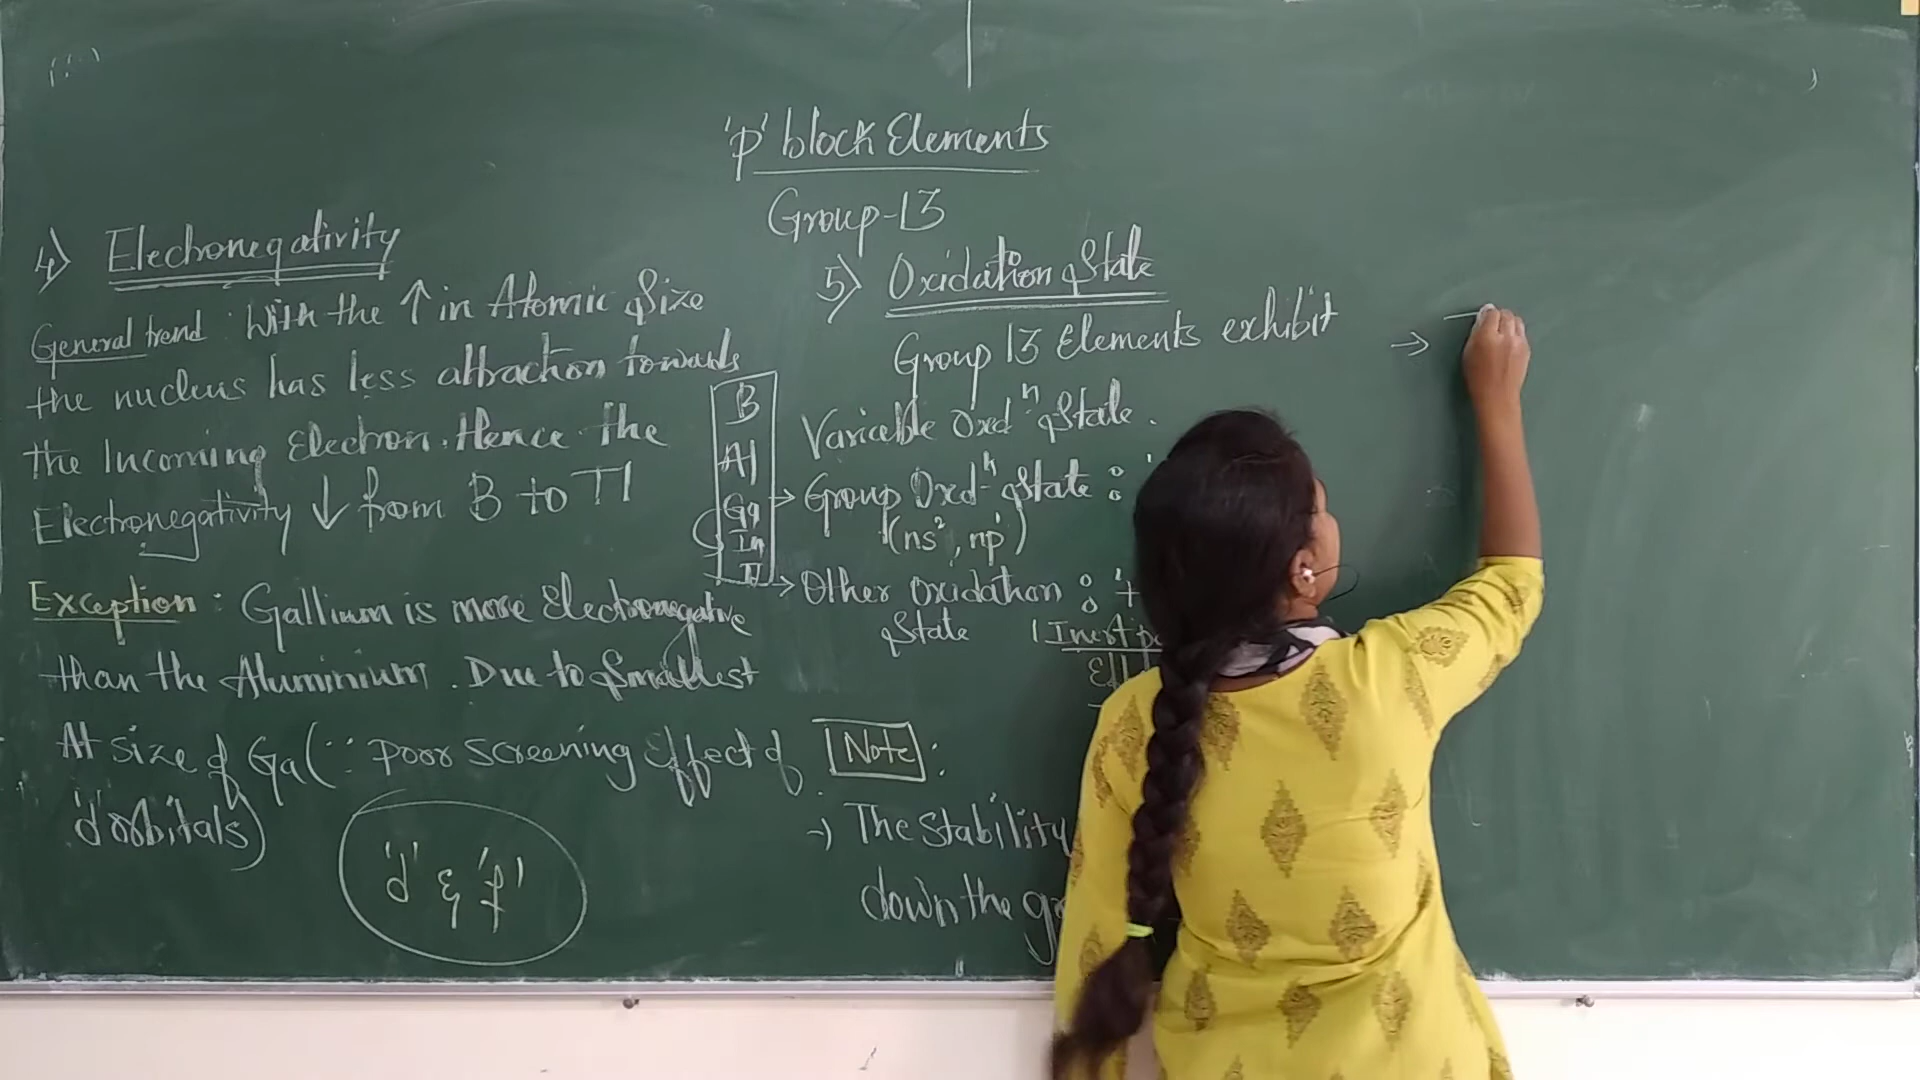 'p' block Elements
Group-13
4) Electronegativity
General trend : With the ↑ in Atomic Size
the nucleus has less attraction towards
the Incoming Electron. Hence the
Electronegativity ↓ from B to Tl
Exception : Gallium is more Electronegative
than the Aluminium. Due to Smallest
At size of Ga (∵ poor screening Effect of
'd' orbitals)
'd' & 'f'
B
Al
Ga
In
Tl
5) Oxidation State
Group 13 Elements exhibit
Variable Oxdⁿ State.
→ Group Oxdⁿ State :
(ns², np¹)
→ Other Oxidation : +
State
Inert
Note :
→) The Stability
down the
→